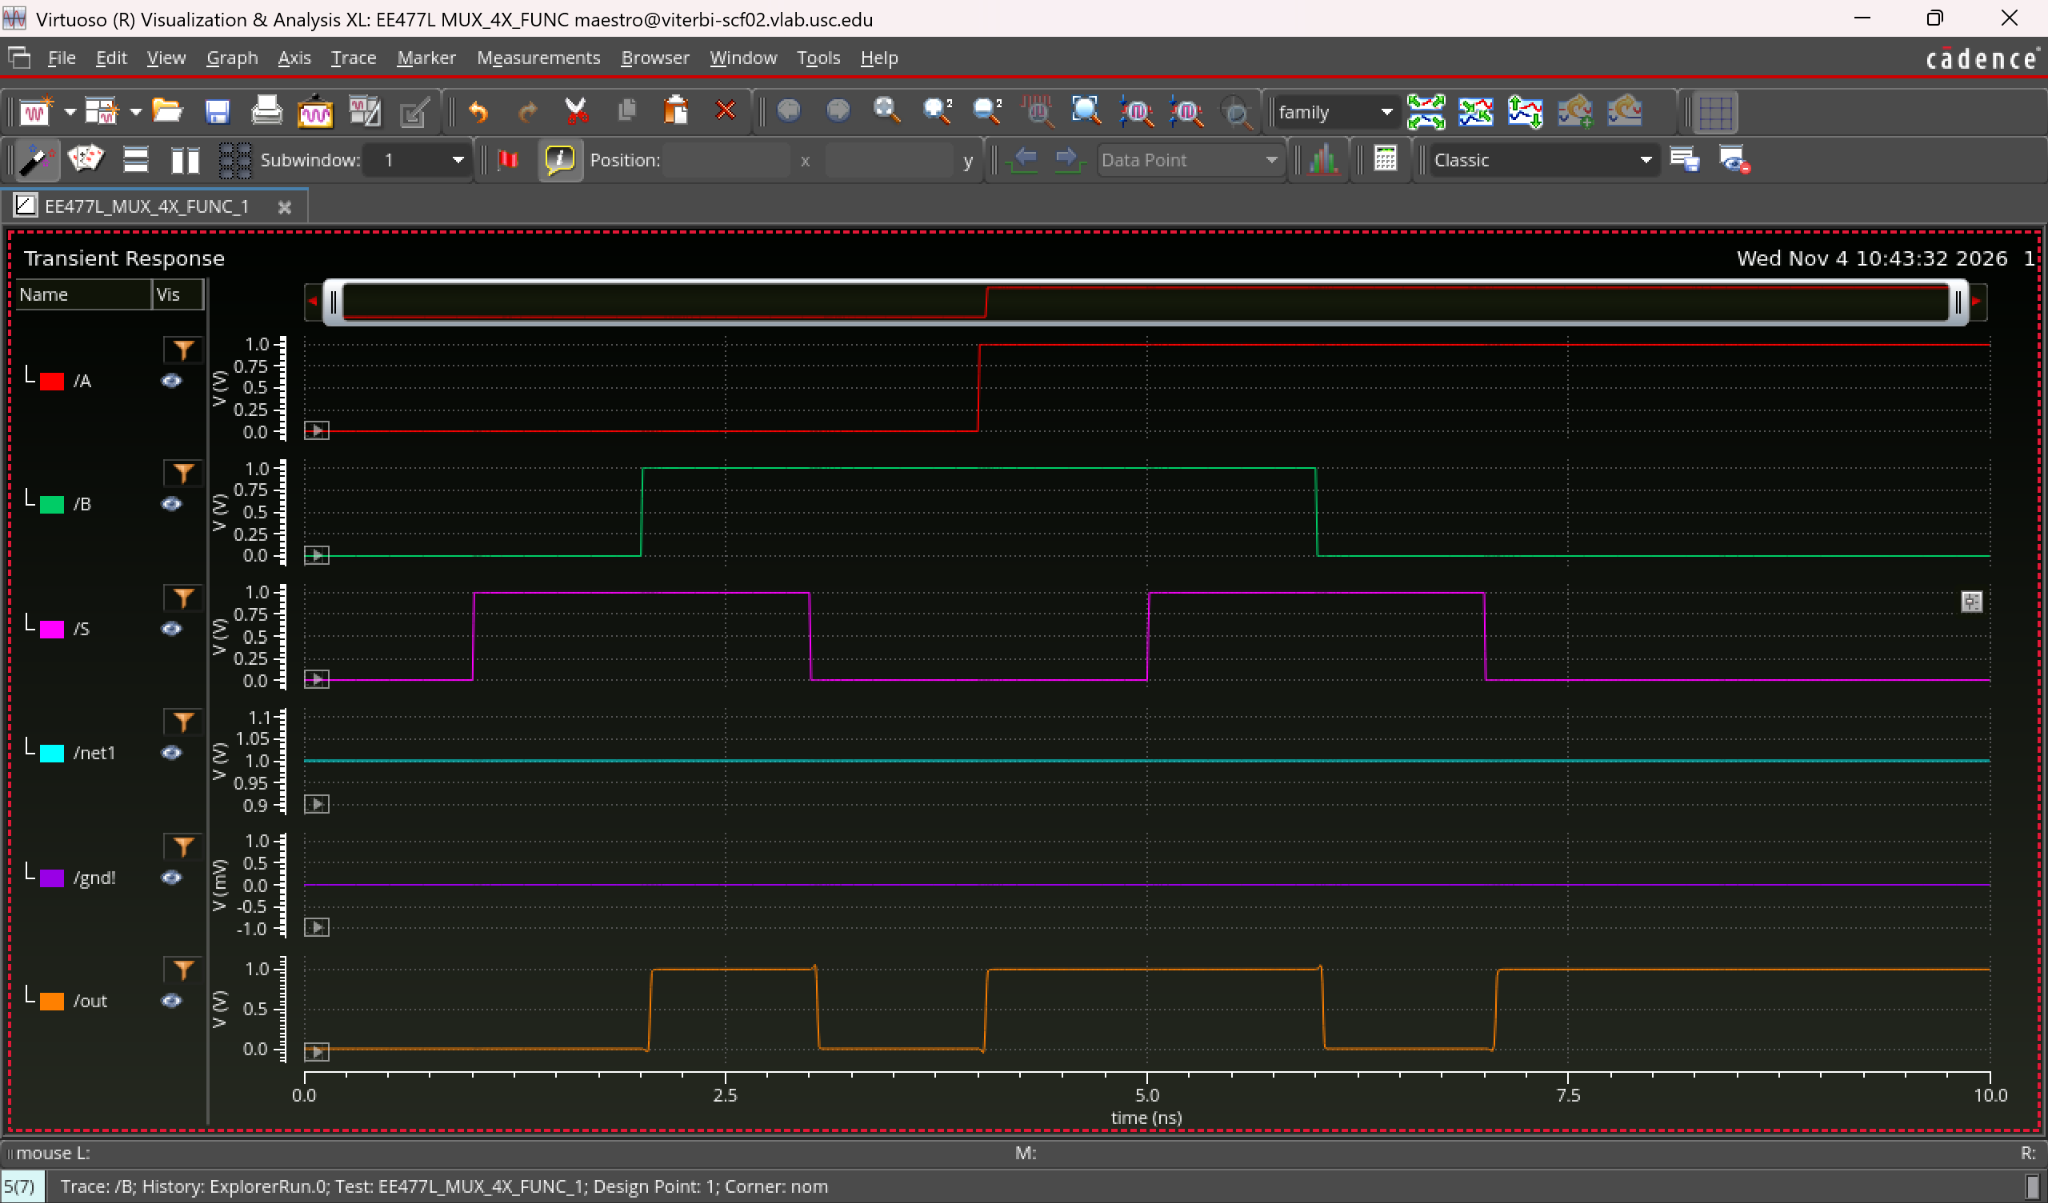 Virtuoso (R) Visualization & Analysis XL: EE477L MUX_4X_FUNC maestro@viterbi-scf02.vlab.usc.edu
File Edit View Graph Axis Trace Marker Measurements Browser Window Tools Help cādence
family
Subwindow: 1 Position: x y Data Point Classic
EE477L_MUX_4X_FUNC_1
Transient Response Wed Nov 4 10:43:32 2026 1
Name Vis
/A
V (V)
1.0
0.75
0.5
0.25
0.0
/B
V (V)
1.0
0.75
0.5
0.25
0.0
/S
V (V)
1.0
0.75
0.5
0.25
0.0
/net1
V (V)
1.1
1.05
1.0
0.95
0.9
/gnd!
V (mV)
1.0
0.5
0.0
-0.5
-1.0
/out
V (V)
1.0
0.5
0.0
0.0 2.5 5.0 7.5 10.0
time (ns)
mouse L: M: R:
5(7) Trace: /B; History: ExplorerRun.0; Test: EE477L_MUX_4X_FUNC_1; Design Point: 1; Corner: nom